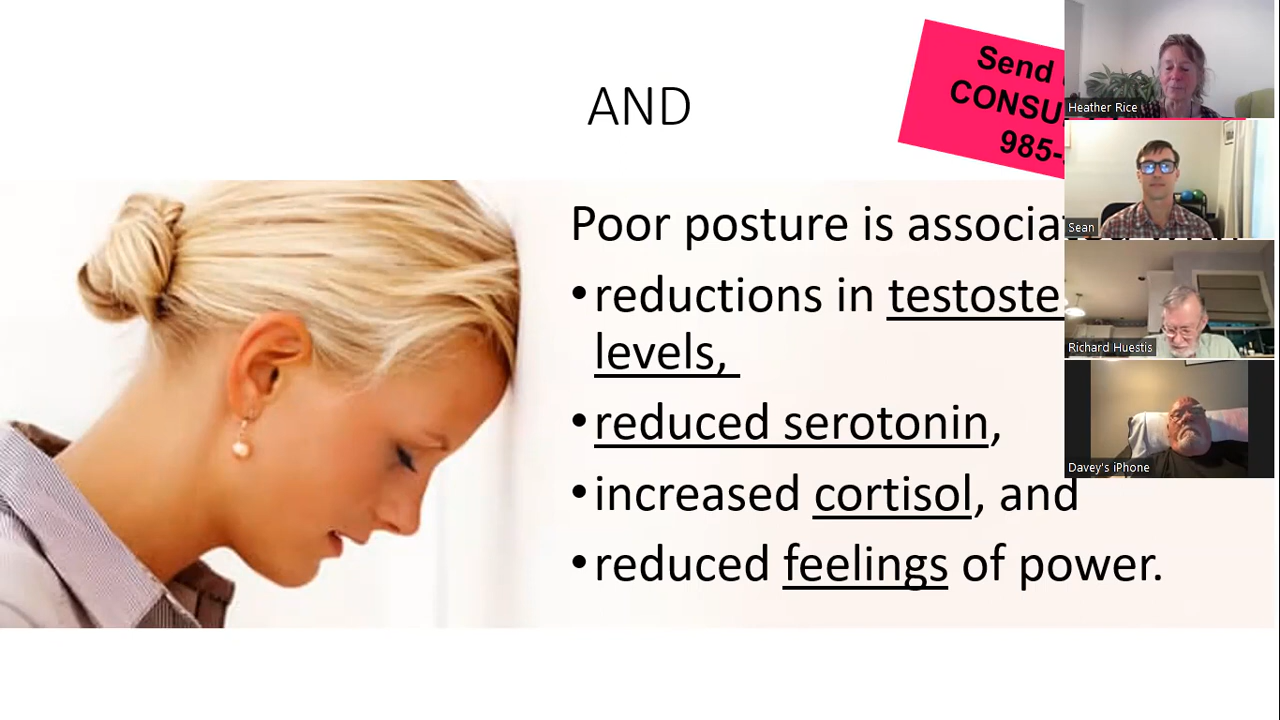 AND
Send
CONSU
985-
Poor posture is associa
•reductions in testoste
levels,
•reduced serotonin,
•increased cortisol, and
•reduced feelings of power.
Heather Rice
Sean
Richard Huestis
Davey's iPhone